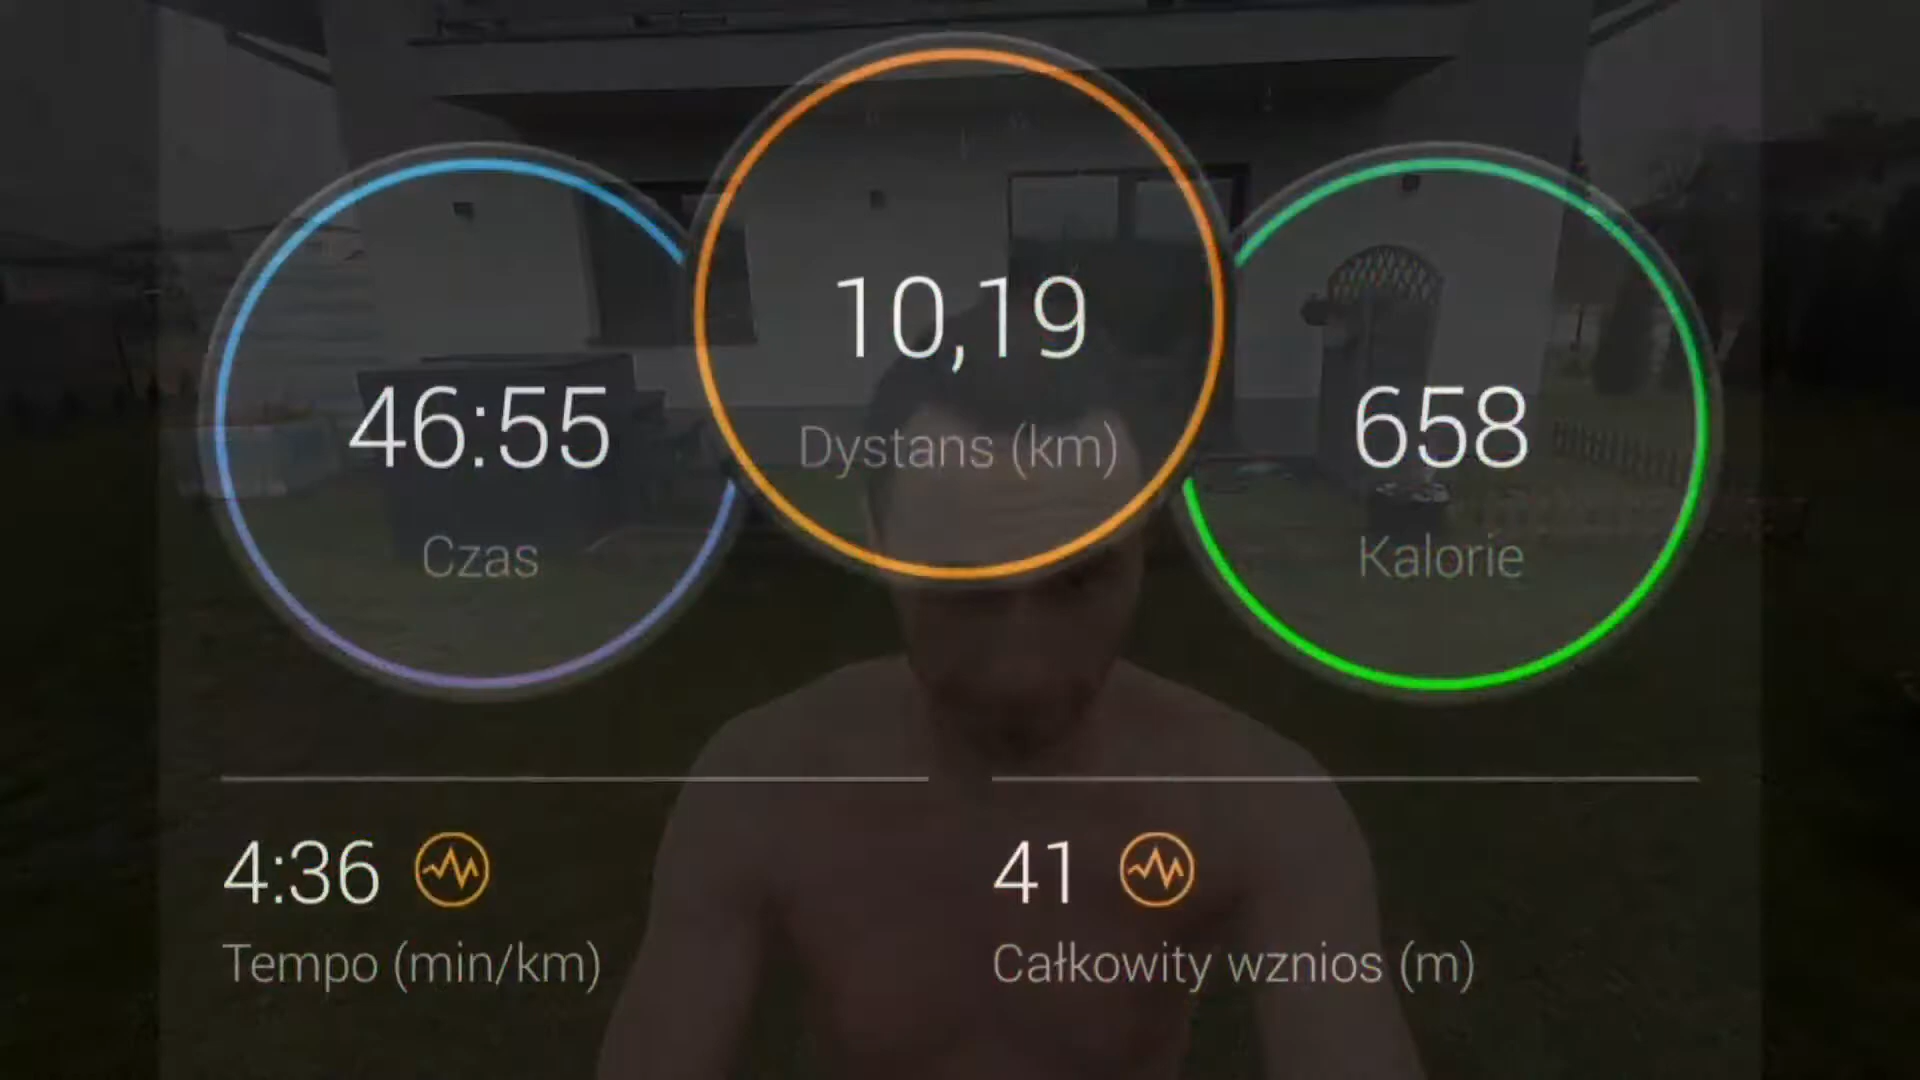 10,19
Dystans (km)
46:55
Czas
658
Kalorie
4:36
Tempo (min/km)
41
Całkowity wznios (m)